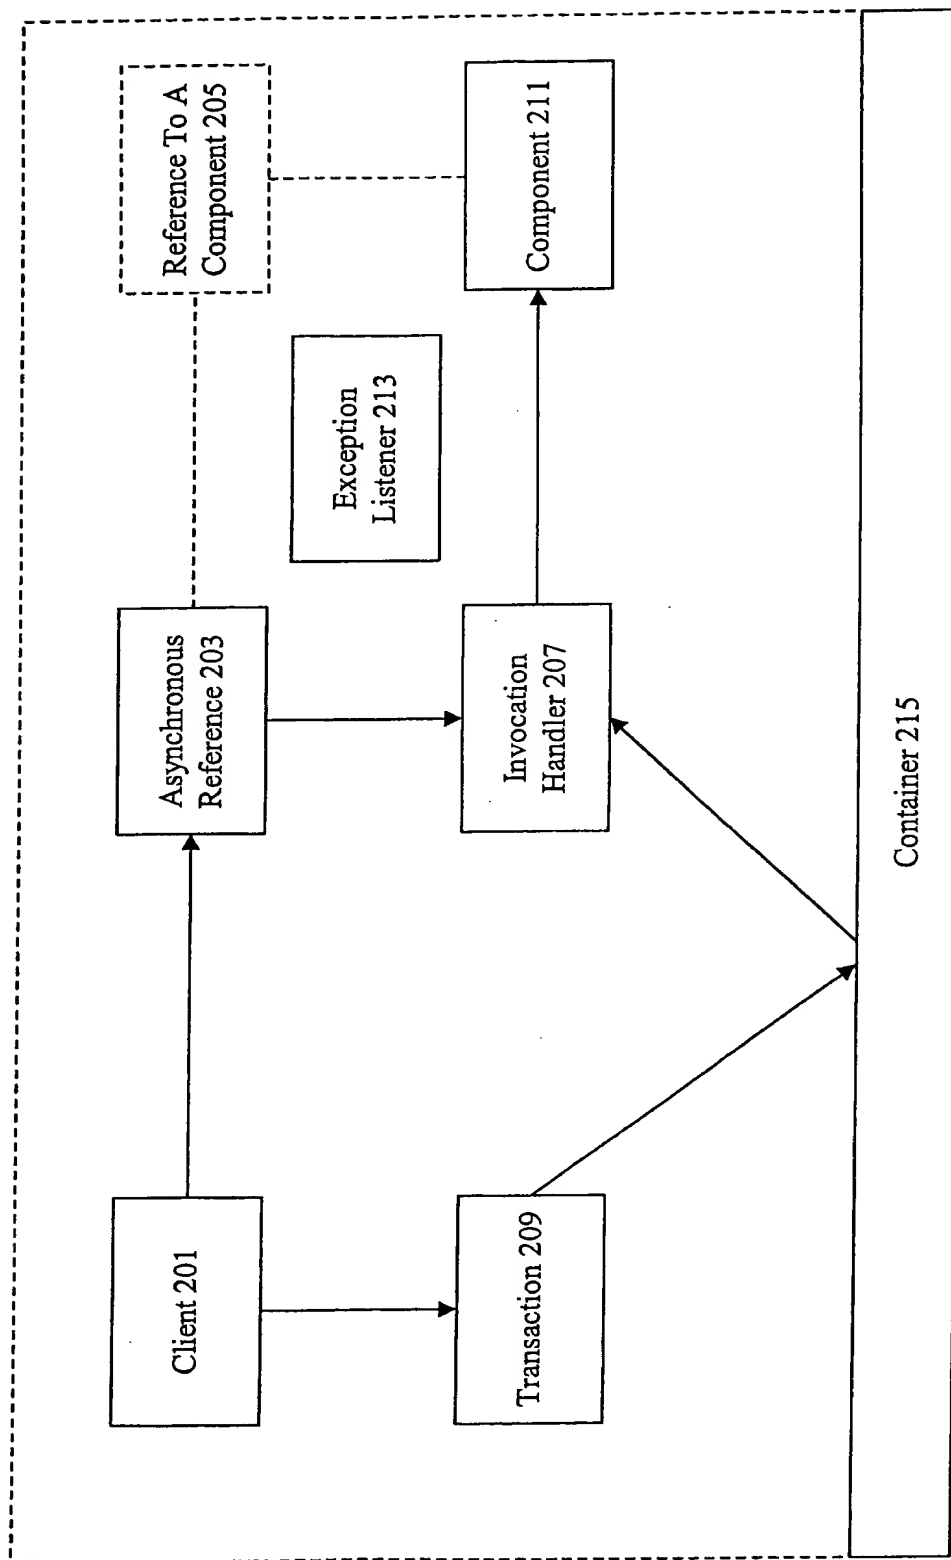 Client 201
Asynchronous
Reference 203
Reference To A
Component 205
Exception
Listener 213
Transaction 209
Invocation
Handler 207
Component 211
Container 215